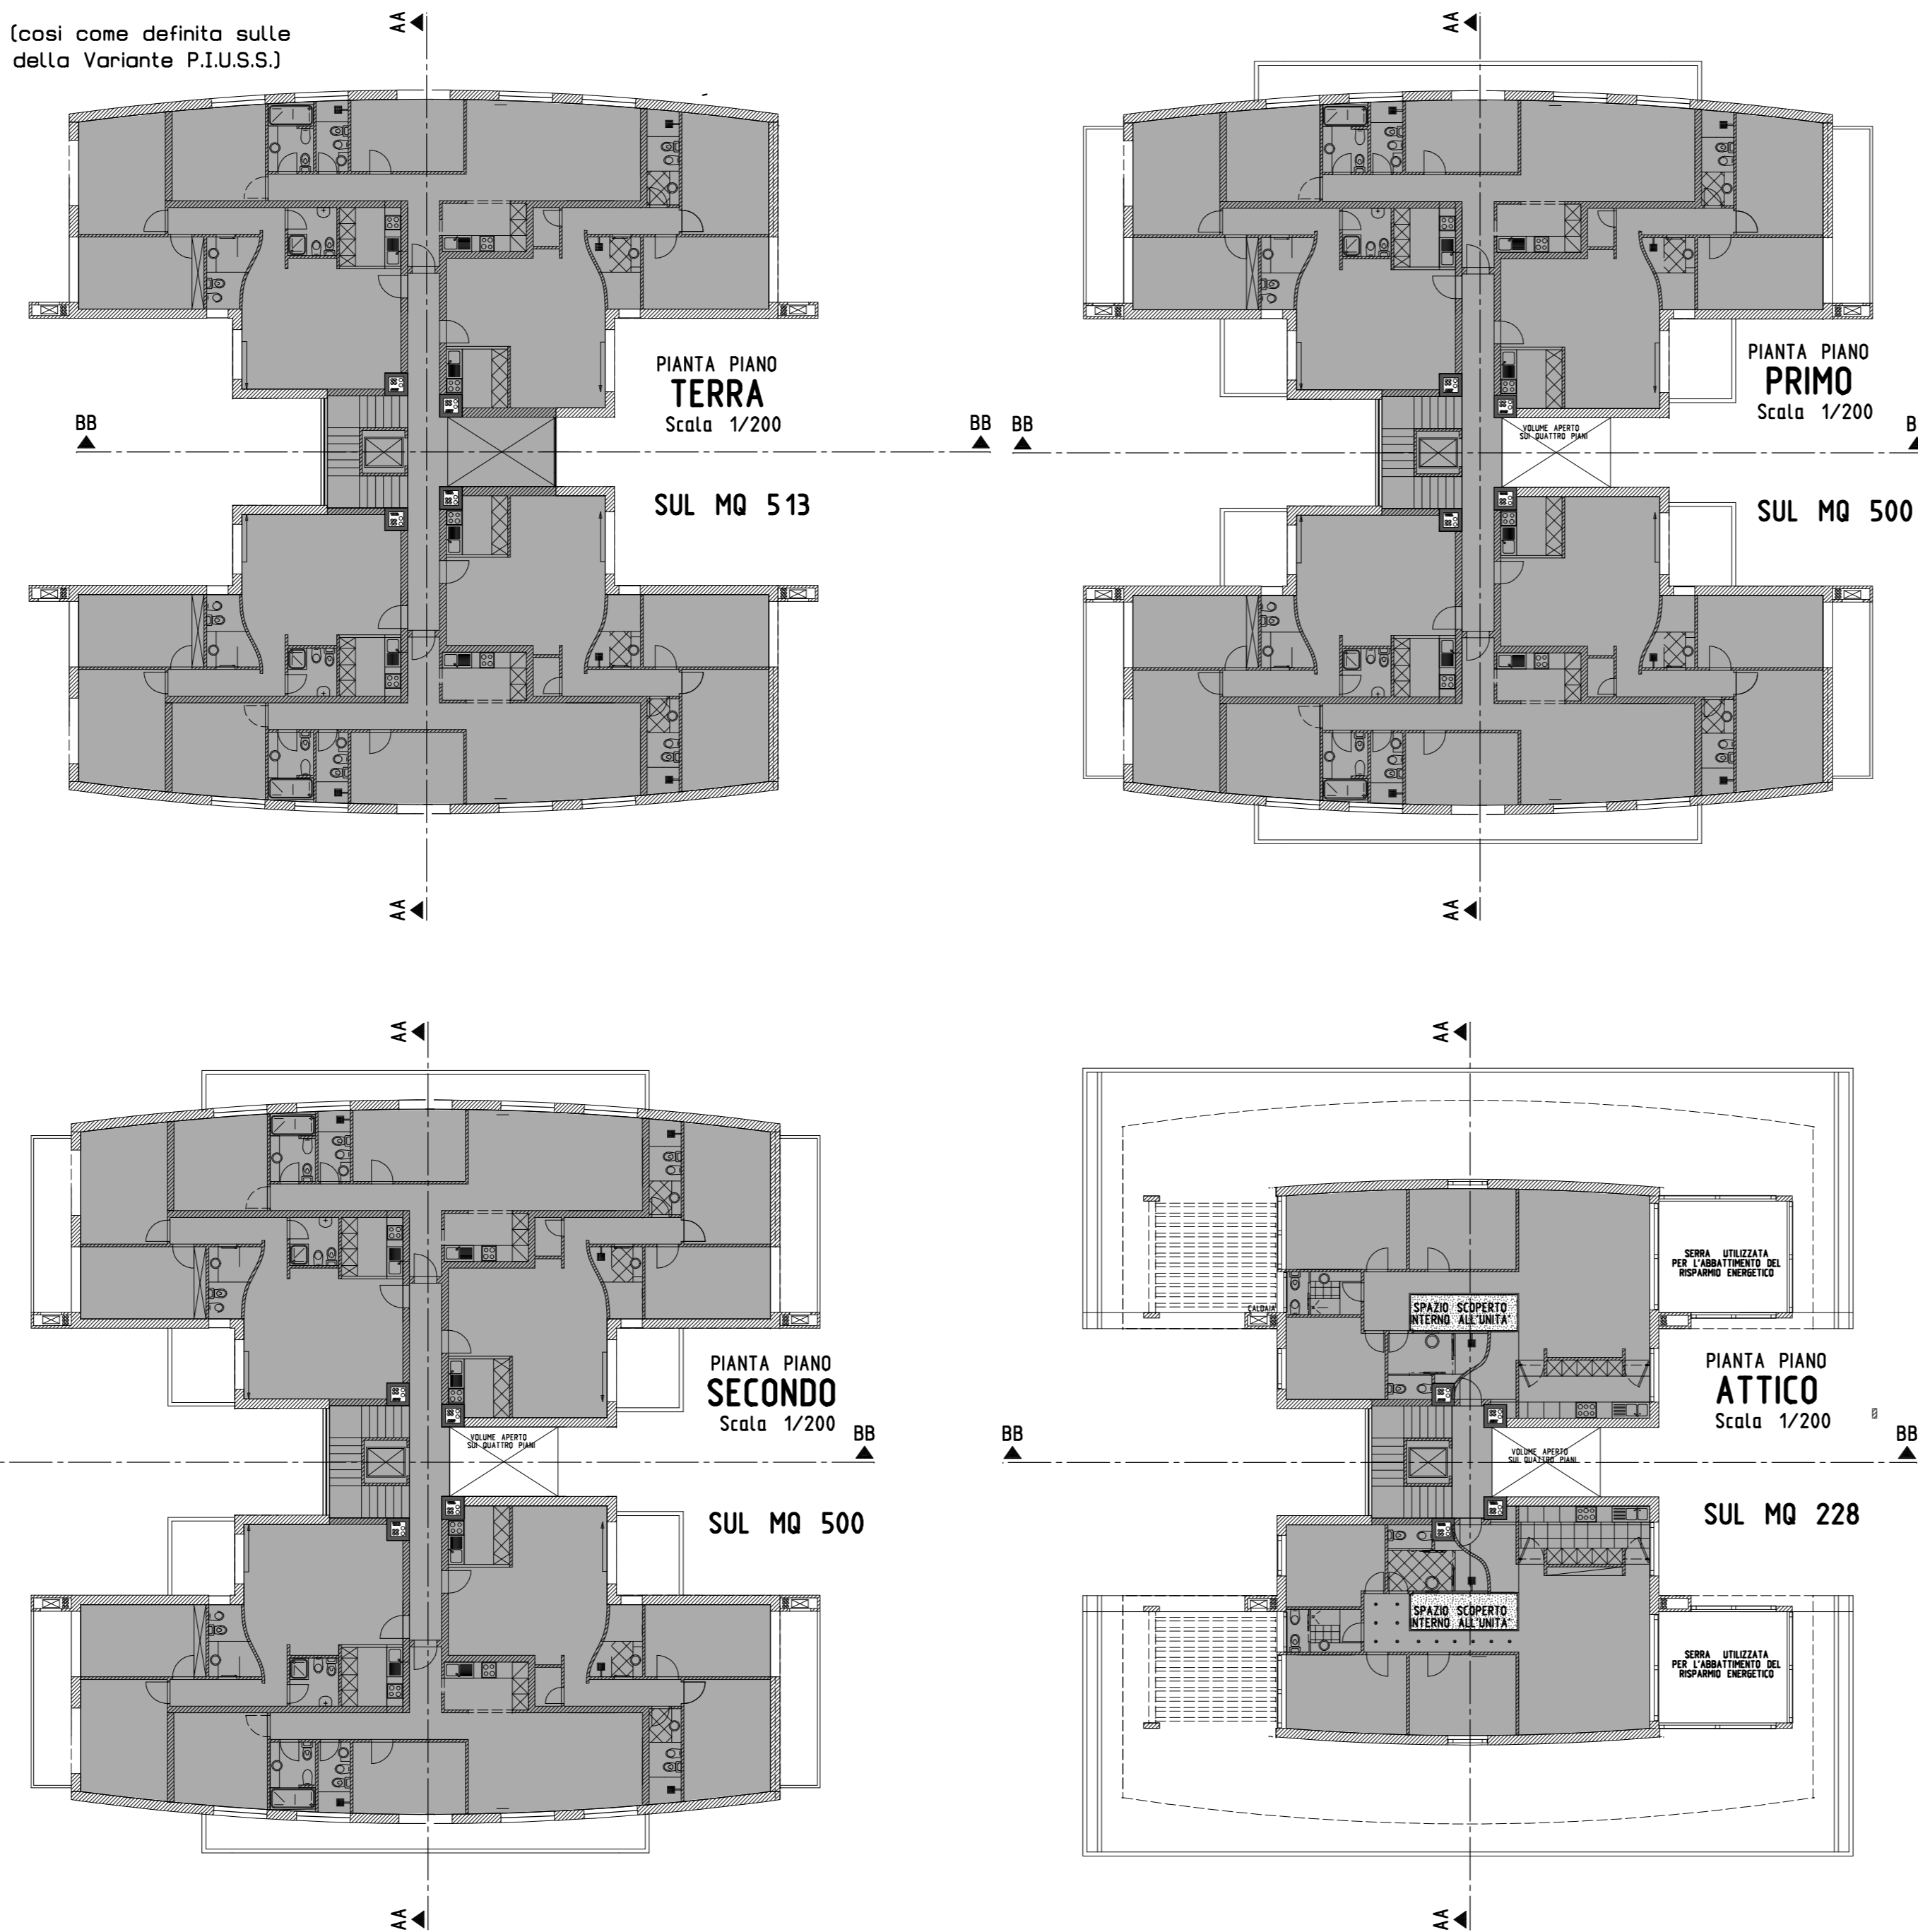 (cosi come definita sulle
della Variante P.I.U.S.S.)
AA
AA
PIANTA PIANO
TERRA
Scala 1/200
BB
BB
SUL MQ 513
AA
AA
PIANTA PIANO
PRIMO
Scala 1/200
BB
B
VOLUME APERTO
SUI QUATTRO PIANI
SUL MQ 500
AA
AA
AA
AA
PIANTA PIANO
SECONDO
Scala 1/200
BB
VOLUME APERTO
SUI QUATTRO PIANI
SUL MQ 500
SERRA UTILIZZATA
PER L'ABBATTIMENTO DEL
RISPARMIO ENERGETICO
CALDAIA
SPAZIO SCOPERTO
INTERNO ALL'UNITA'
PIANTA PIANO
ATTICO
Scala 1/200
BB
BB
VOLUME APERTO
SUI QUATTRO PIANI
SUL MQ 228
SPAZIO SCOPERTO
INTERNO ALL'UNITA'
SERRA UTILIZZATA
PER L'ABBATTIMENTO DEL
RISPARMIO ENERGETICO
AA
AA